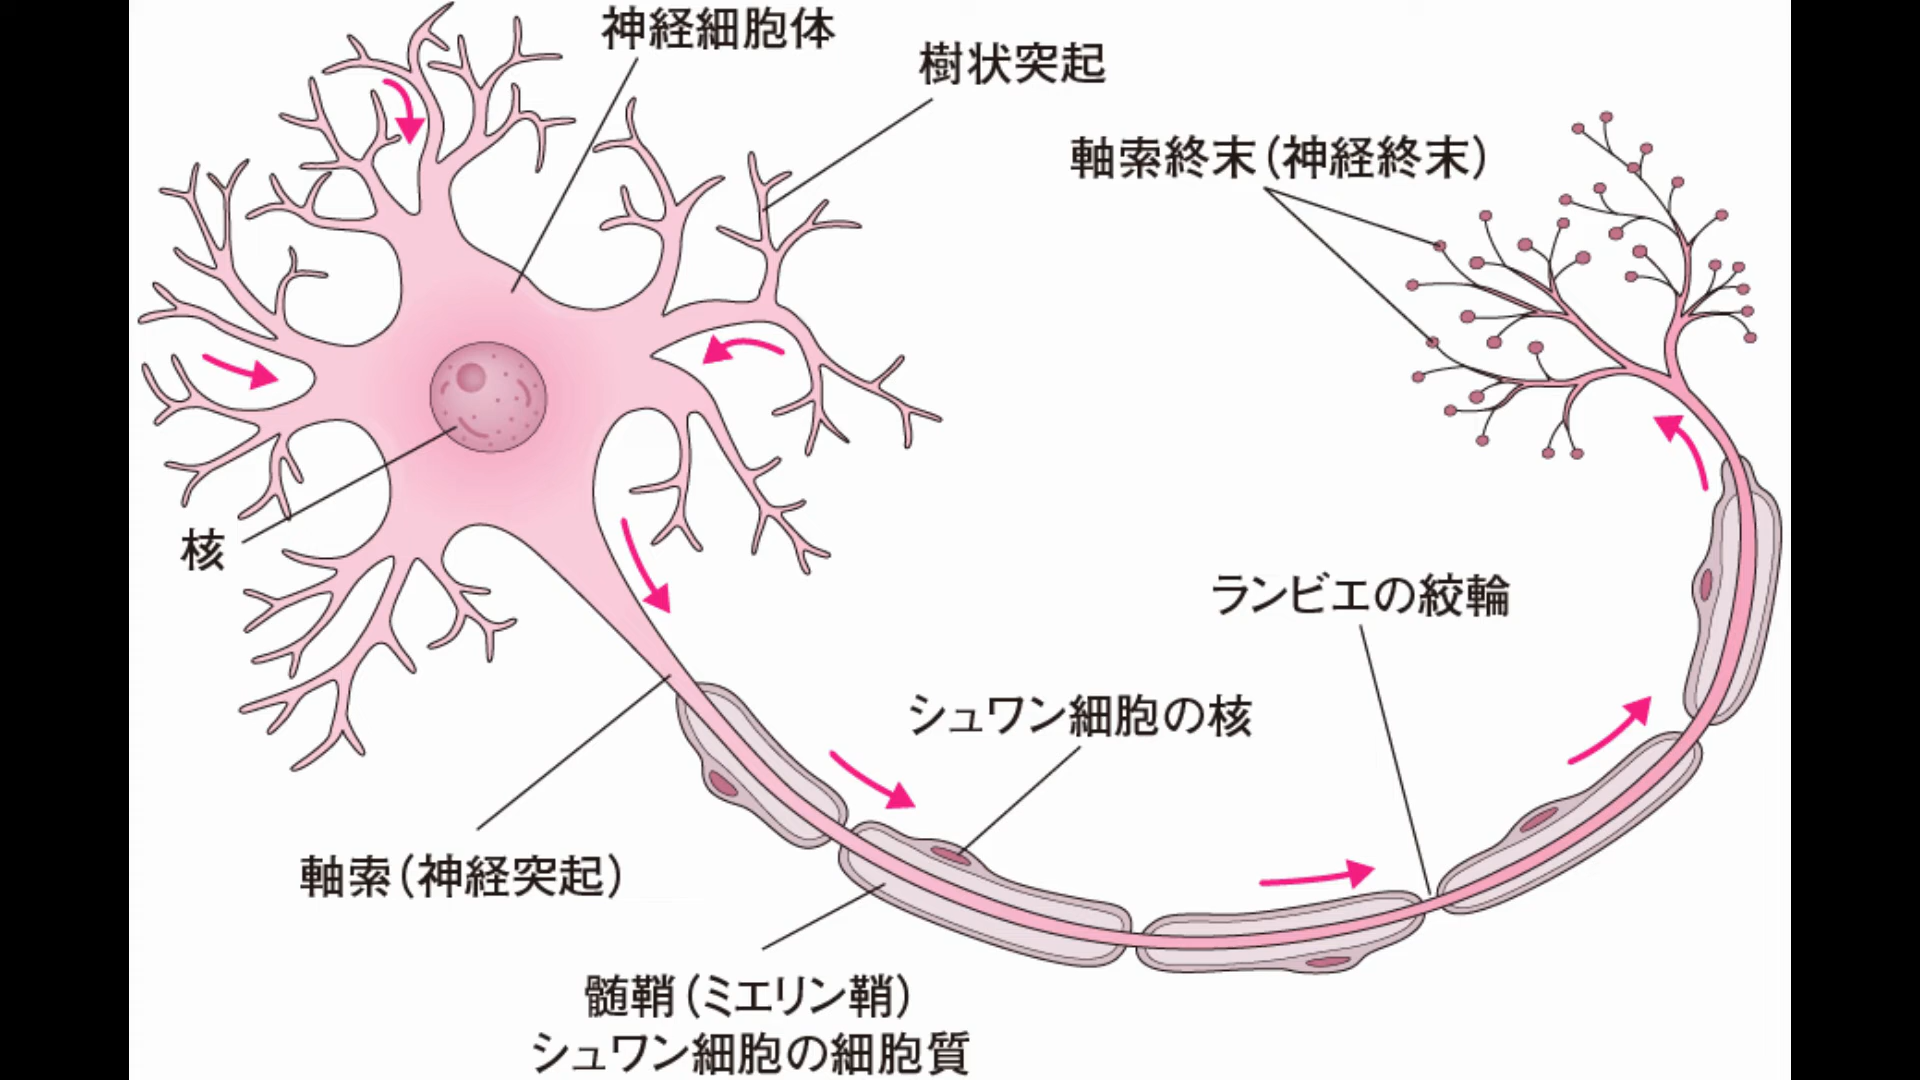 神経細胞体
樹状突起
軸索終末(神経終末)
核
ランビエの絞輪
シュワン細胞の核
軸索(神経突起)
髄鞘(ミエリン鞘)
シュワン細胞の細胞質